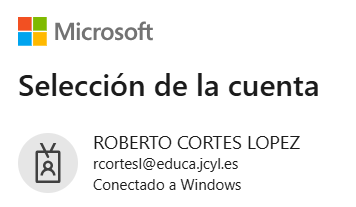 Microsoft
Selección de la cuenta
ROBERTO CORTES LOPEZ
rcortesl@educa.jcyl.es
Conectado a Windows